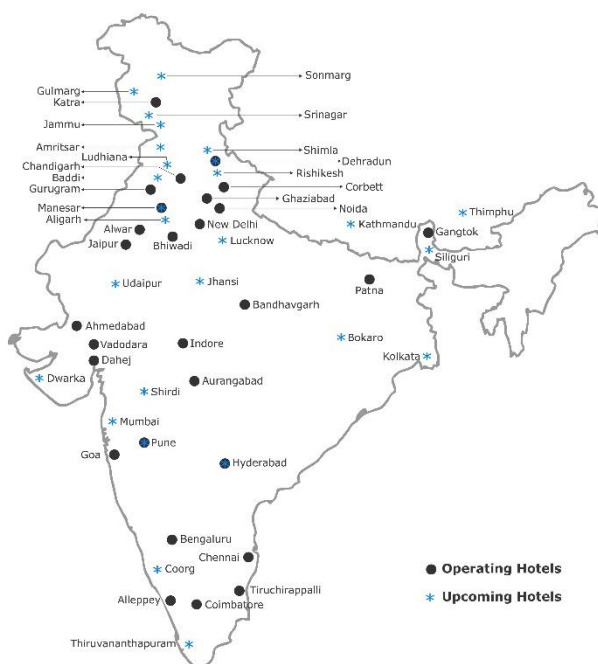 Sonmarg
Gulmarg
Katra
Srinagar
Jammu
Amritsar
Shimla
Ludhiana
Dehradun
Chandigarh
Rishikesh
Baddi
Corbett
Gurugram
Ghaziabad
Manesar
Noida
Aligarh
Thimphu
Alwar
New Delhi
Kathmandu
Gangtok
Jaipur
Bhiwadi
Lucknow
Siliguri
Udaipur
Jhansi
Patna
Bandhavgarh
Ahmedabad
Vadodara
Indore
Bokaro
Dahej
Kolkata
Dwarka
Aurangabad
Shirdi
Mumbai
Pune
Goa
Hyderabad
Bengaluru
Chennai
Coorg
Operating Hotels
Tiruchirappalli
Alleppey
Coimbatore
Upcoming Hotels
Thiruvananthapuram